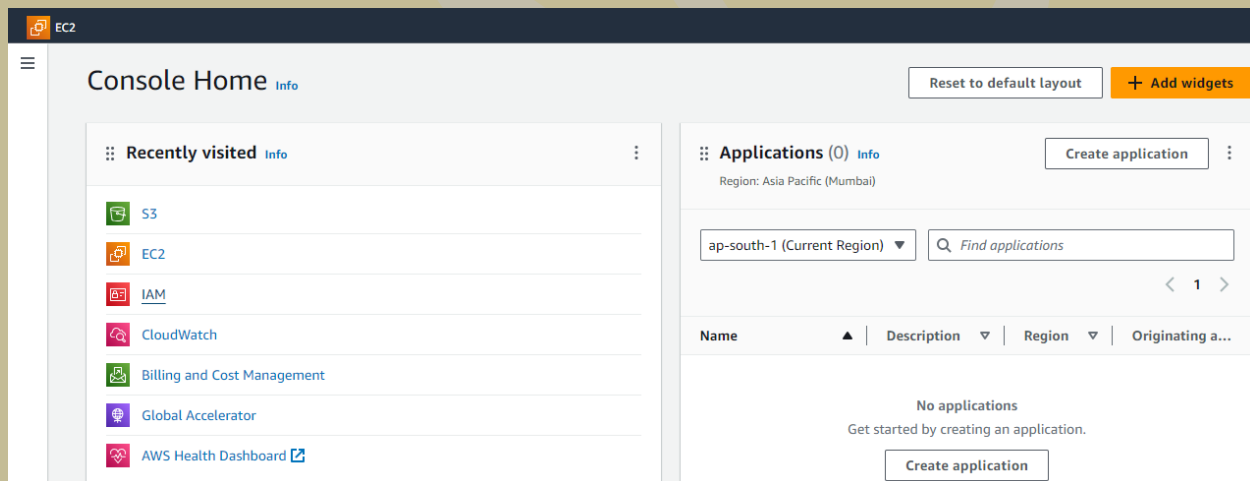 EC2
Console Home Info
Reset to default layout
+ Add widgets
Recently visited Info
S3
EC2
IAM
CloudWatch
Billing and Cost Management
Global Accelerator
AWS Health Dashboard
Applications (0) Info
Create application
Region: Asia Pacific (Mumbai)
ap-south-1 (Current Region)
Find applications
1
Name Description Region Originating a...
No applications
Get started by creating an application.
Create application